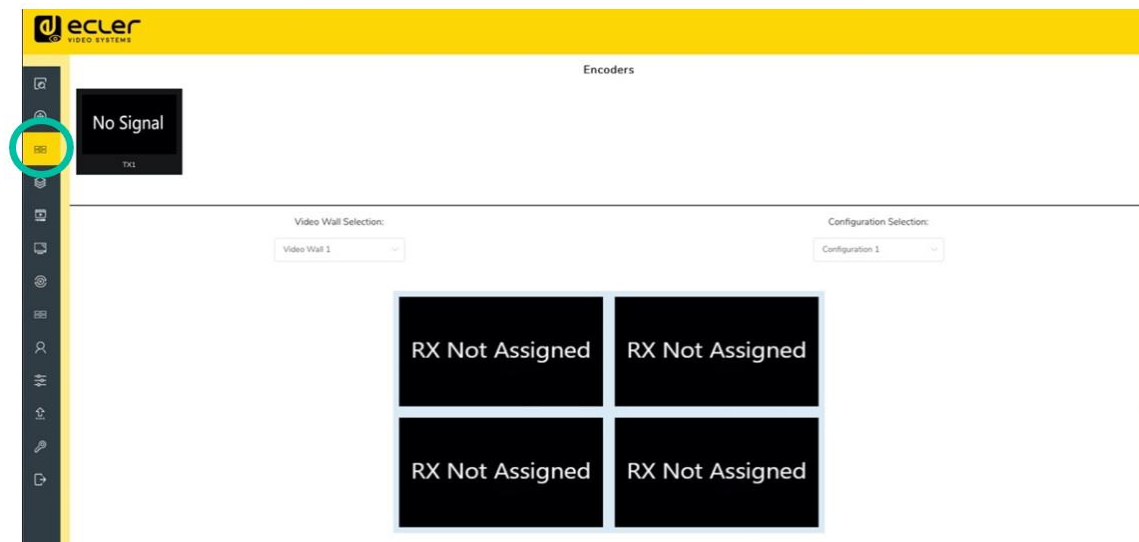 ecler
VIDEO SYSTEMS
Encoders
No Signal
TX1
Video Wall Selection:
Configuration Selection:
Video Wall 1
Configuration 1
RX Not Assigned
RX Not Assigned
RX Not Assigned
RX Not Assigned